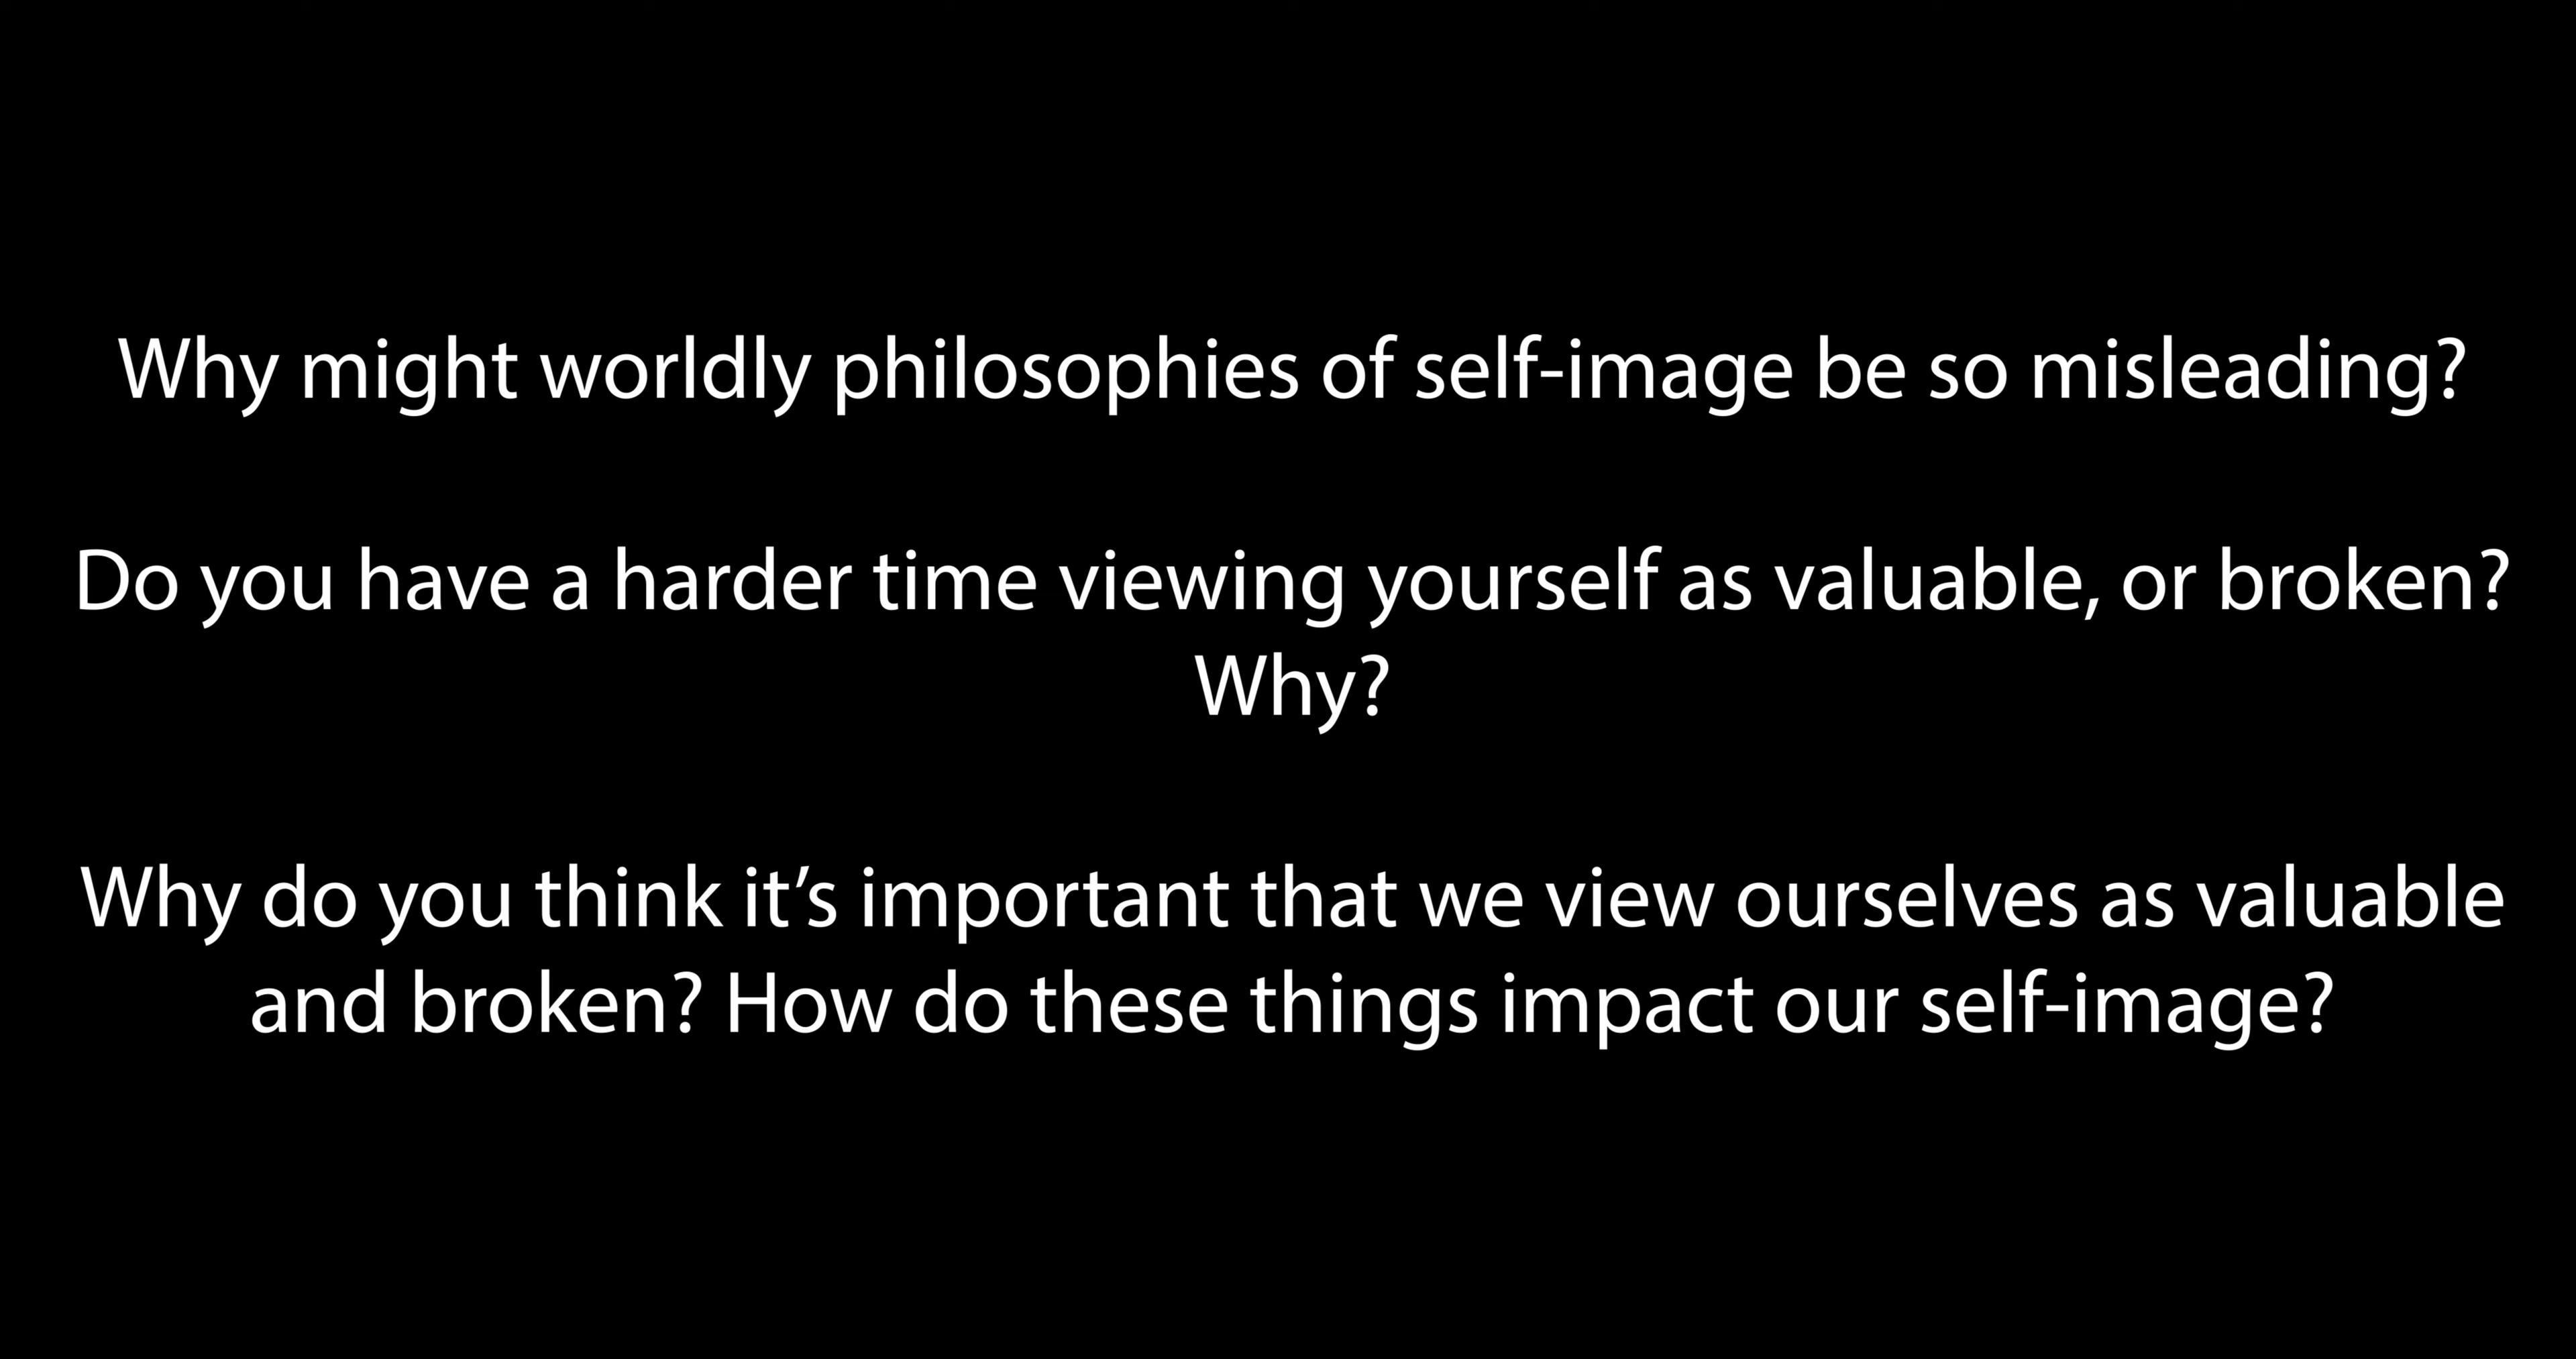 Why might worldly philosophies of self-image be so misleading?
Do you have a harder time viewing yourself as valuable, or broken?
Why?
Why do you think it’s important that we view ourselves as valuable
and broken? How do these things impact our self-image?